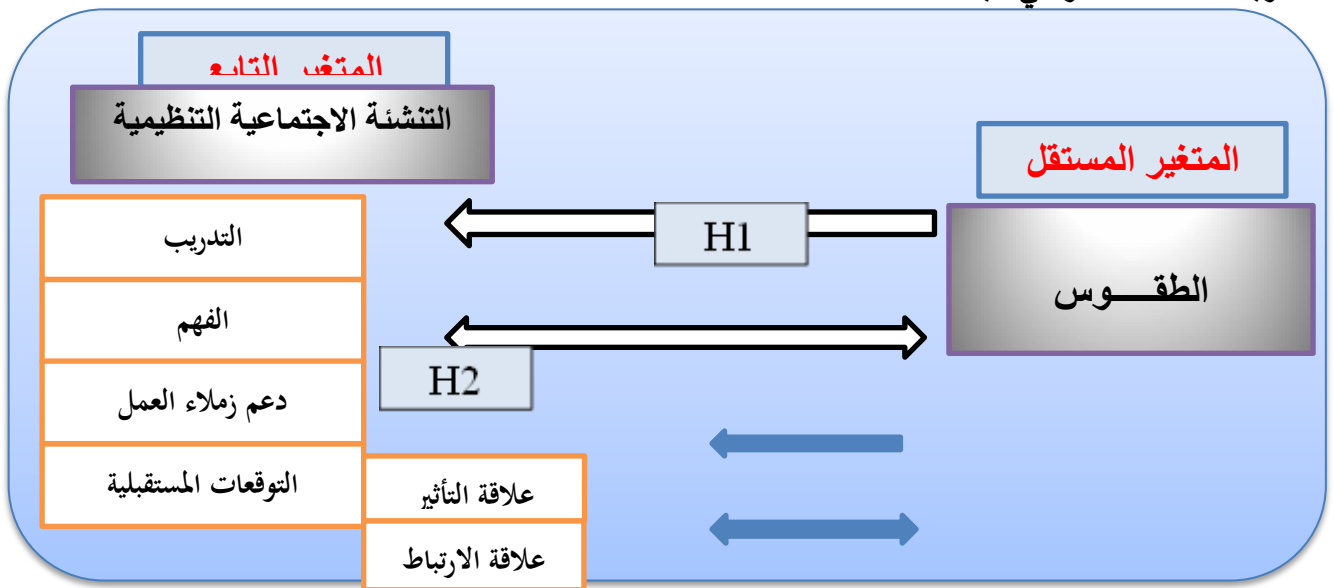 المتغير التابع
التنشئة الاجتماعية التنظيمية
المتغير المستقل
الطقـــــوس
H1
H2
التدريب
الفهم
دعم زملاء العمل
التوقعات المستقبلية
علاقة التأثير
علاقة الارتباط